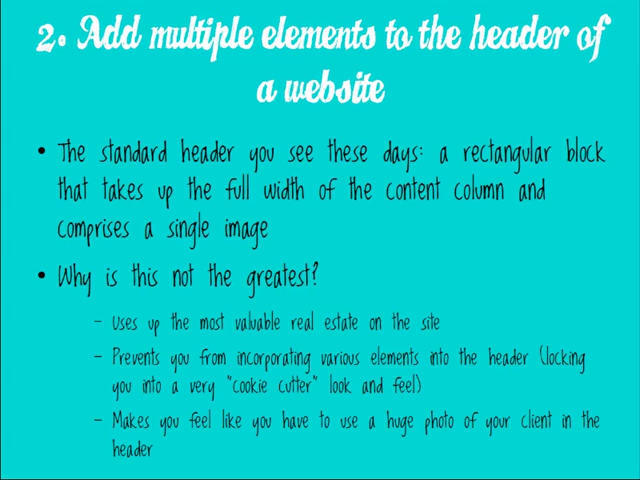 2. Add multiple elements to the header of
a website
• The standard header you see these days: a rectangular block
that takes up the full width of the content column and
comprises a single image
• Why is this not the greatest?
– Uses up the most valuable real estate on the site
– Prevents you from incorporating various elements into the header (locking
you into a very "cookie cutter" look and feel)
– Makes you feel like you have to use a huge photo of your client in the
header